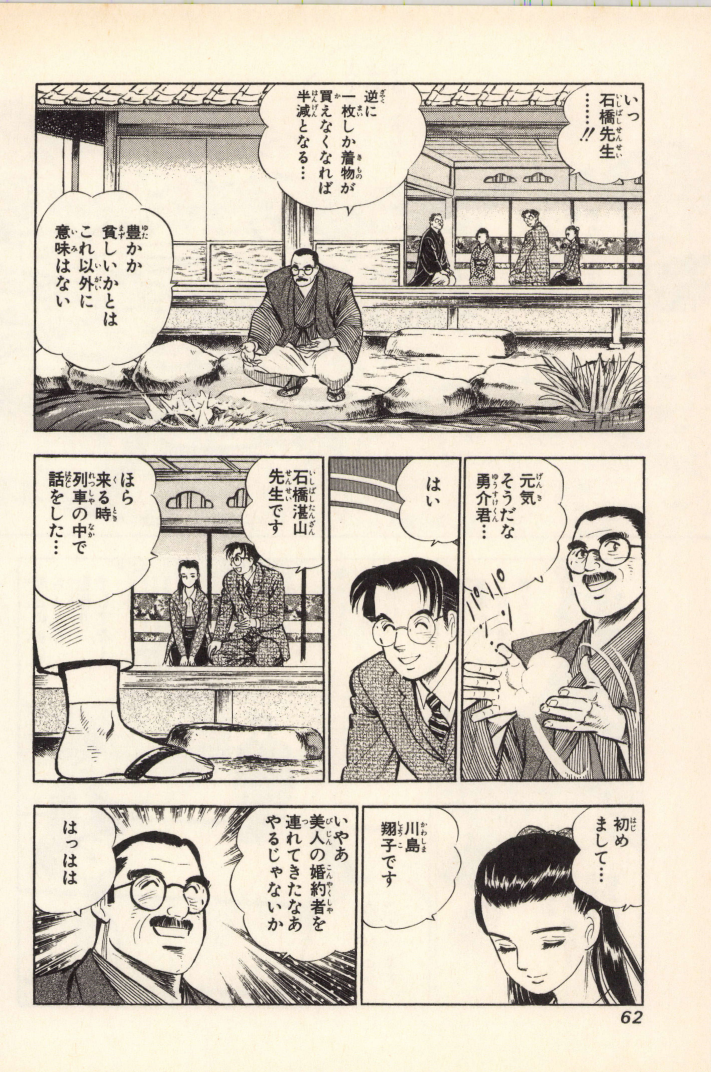 いっ
石橋先生
………!!
逆に
一枚しか着物が
買えなくなれば
半減となる…
豊かか
貧しいかとは
これ以外に
意味はない
元気
そうだな
勇介君…
パンパン
はい
石橋湛山
先生です
ほら
来る時
列車の中で
話をした…
初め
まして…
川島
翔子です
いやあ
美人の婚約者を
連れてきたなあ
やるじゃないか
はっはは
62